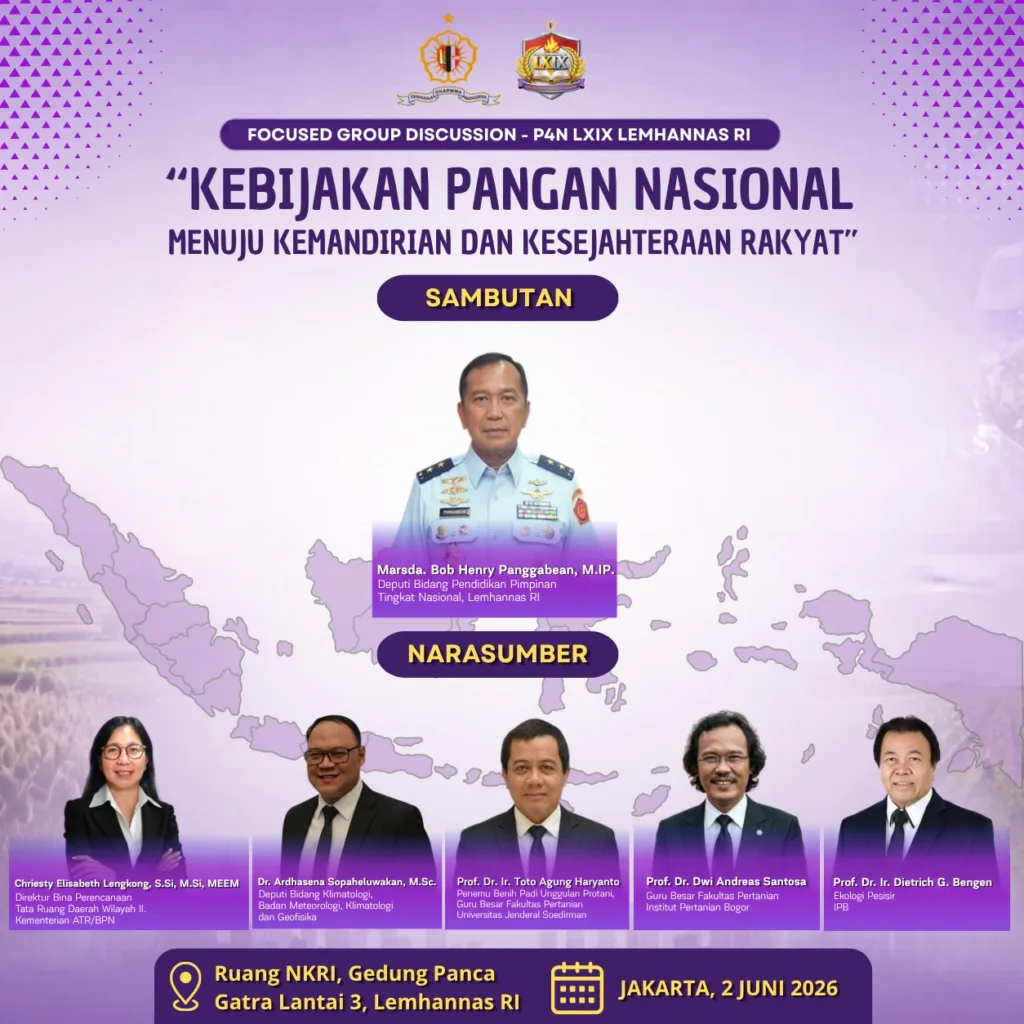 TANHANA DHARMMA MANGRVA
LXIX
FOCUSED GROUP DISCUSSION - P4N LXIX LEMHANNAS RI
“KEBIJAKAN PANGAN NASIONAL
MENUJU KEMANDIRIAN DAN KESEJAHTERAAN RAKYAT”
SAMBUTAN
Marsda. Bob Henry Panggabean, M.IP.
Deputi Bidang Pendidikan Pimpinan
Tingkat Nasional, Lemhannas RI
NARASUMBER
Chriesty Elisabeth Lengkong, S.Si, M.Si, MEEM
Direktur Bina Perencanaan
Tata Ruang Daerah Wilayah II.
Kementerian ATR/BPN
Dr. Ardhasena Sopaheluwakan, M.Sc.
Deputi Bidang Klimatologi,
Badan Meteorologi, Klimatologi
dan Geofisika
Prof. Dr. Ir. Toto Agung Haryanto
Penemu Benih Padi Unggulan Protani,
Guru Besar Fakultas Pertanian
Universitas Jenderal Soedirman
Prof. Dr. Dwi Andreas Santosa
Guru Besar Fakultas Pertanian
Institut Pertanian Bogor
Prof. Dr. Ir. Dietrich G. Bengen
Ekologi Pesisir
IPB
Ruang NKRI, Gedung Panca
Gatra Lantai 3, Lemhannas RI
JAKARTA, 2 JUNI 2026